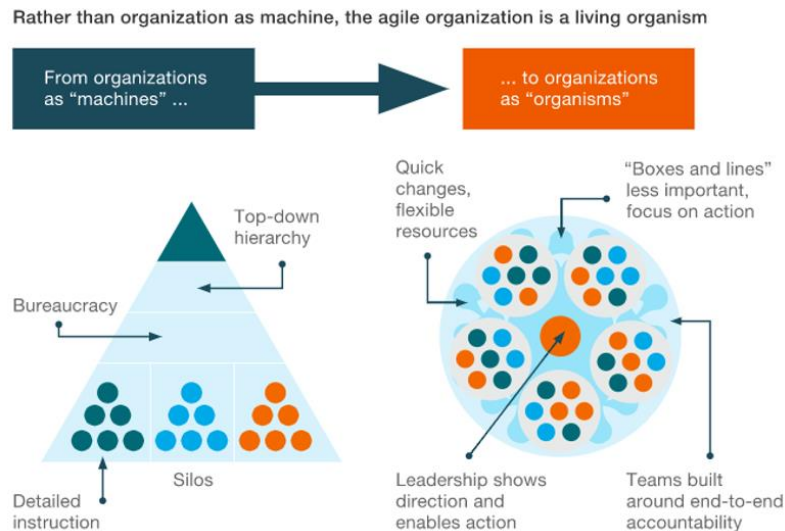 Rather than organization as machine, the agile organization is a living organism
From organizations
as “machines” ...
... to organizations
as “organisms”
Top-down
hierarchy
Bureaucracy
Silos
Detailed
instruction
Quick
changes,
flexible
resources
“Boxes and lines”
less important,
focus on action
Leadership shows
direction and
enables action
Teams built
around end-to-end
accountability